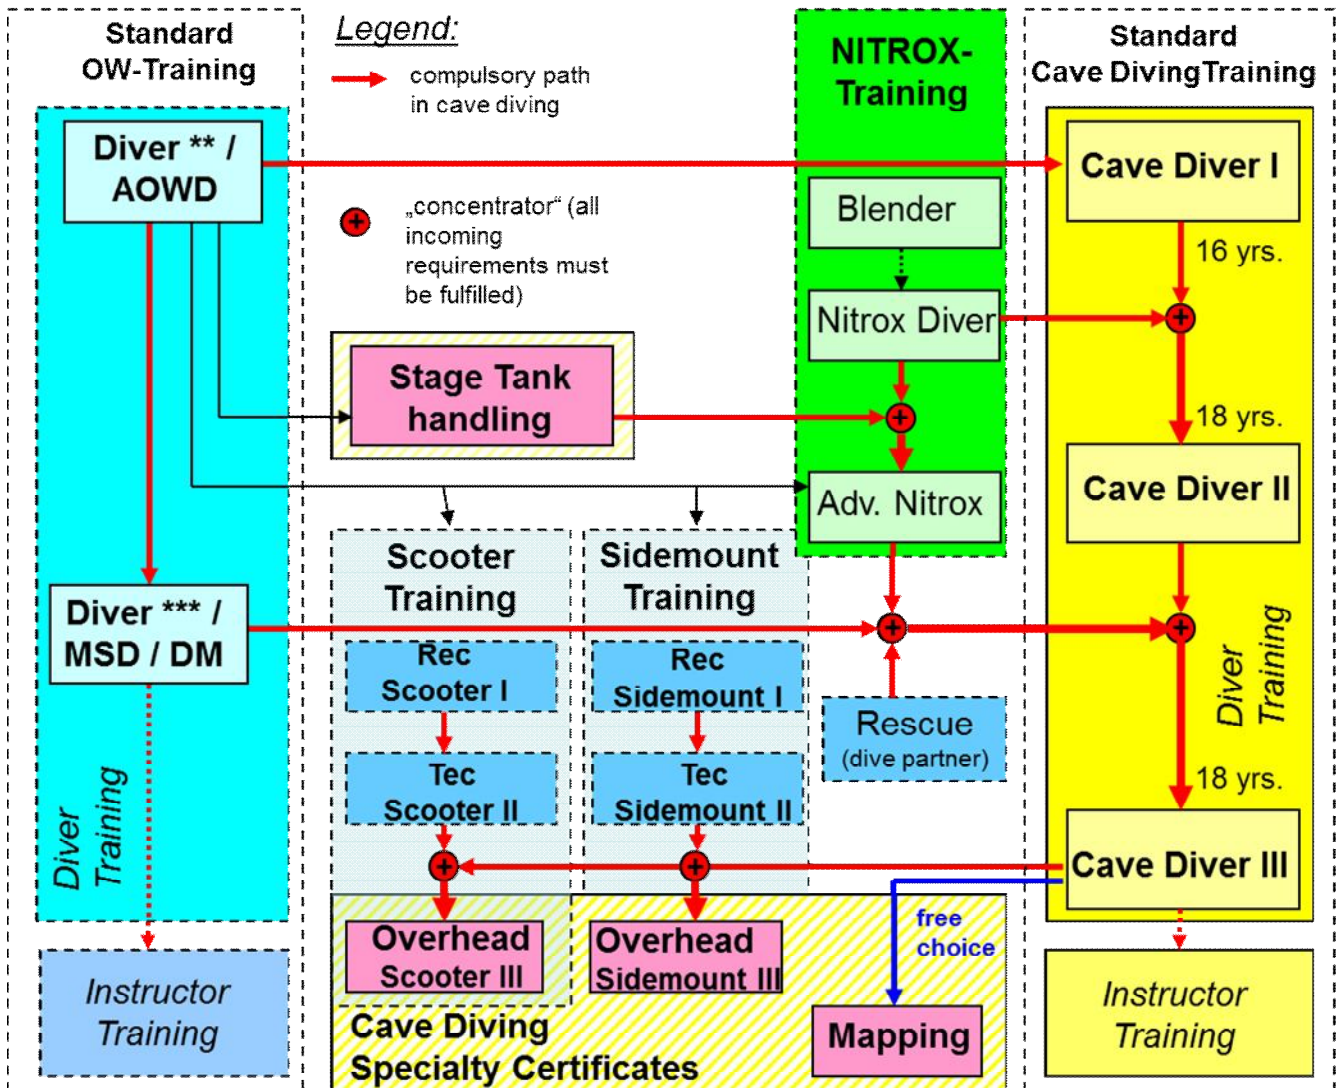 Standard
OW-Training
Diver ** /
AOWD
Diver *** /
MSD / DM
Diver
Training
Instructor
Training
Legend:
compulsory path
in cave diving
„concentrator“ (all
incoming
requirements must
be fulfilled)
Stage Tank
handling
Scooter
Training
Rec
Scooter I
Tec
Scooter II
Overhead
Scooter III
Sidemount
Training
Rec
Sidemount I
Tec
Sidemount II
Overhead
Sidemount III
Cave Diving
Specialty Certificates
NITROX-
Training
Blender
Nitrox Diver
Adv. Nitrox
Rescue
(dive partner)
free
choice
Mapping
Standard
Cave DivingTraining
Cave Diver I
16 yrs.
18 yrs.
Cave Diver II
Diver
Training
18 yrs.
Cave Diver III
Instructor
Training